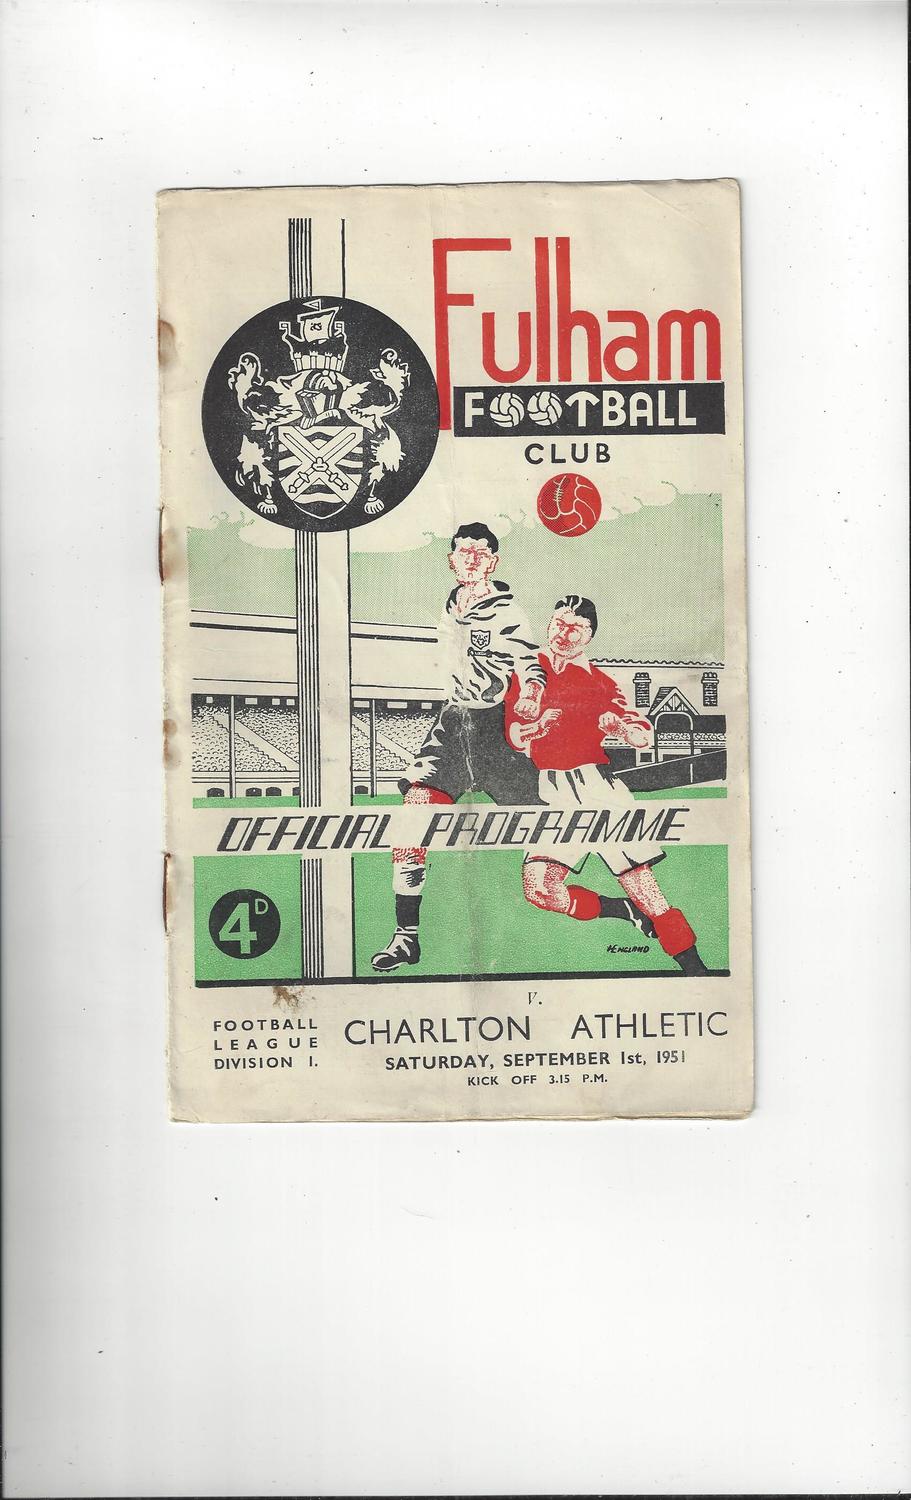 Fulham
FOOTBALL
CLUB
OFFICIAL PROGRAMME
4D
H.ENGLAND
V.
FOOTBALL
LEAGUE
DIVISION I.
CHARLTON ATHLETIC
SATURDAY, SEPTEMBER 1st, 1951
KICK OFF 3.15 P.M.